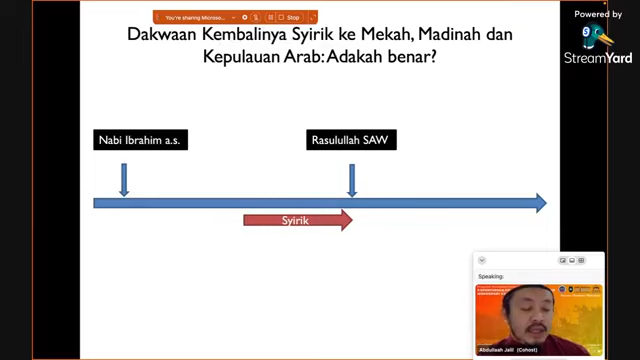 You're sharing Microso...
Stop
Powered by
StreamYard
Dakwaan Kembalinya Syirik ke Mekah, Madinah dan
Kepulauan Arab: Adakah benar?
Nabi Ibrahim a.s.
Rasulullah SAW
Syirik
Speaking:
Abdullaah Jalil (Cohost)